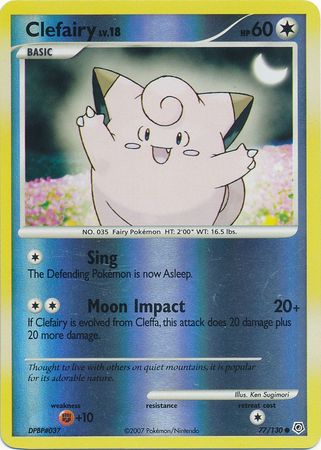 Clefairy LV.18 HP 60
BASIC
NO. 035 Fairy Pokémon HT: 2'00" WT: 16.5 lbs.
Sing
The Defending Pokémon is now Asleep.
Moon Impact 20+
If Clefairy is evolved from Cleffa, this attack does 20 damage plus
20 more damage.
Thought to live with others on quiet mountains, it is popular
for its adorable nature.
Illus. Ken Sugimori
weakness resistance retreat cost
+10
DPBP#037 ©2007 Pokémon/Nintendo 77/130